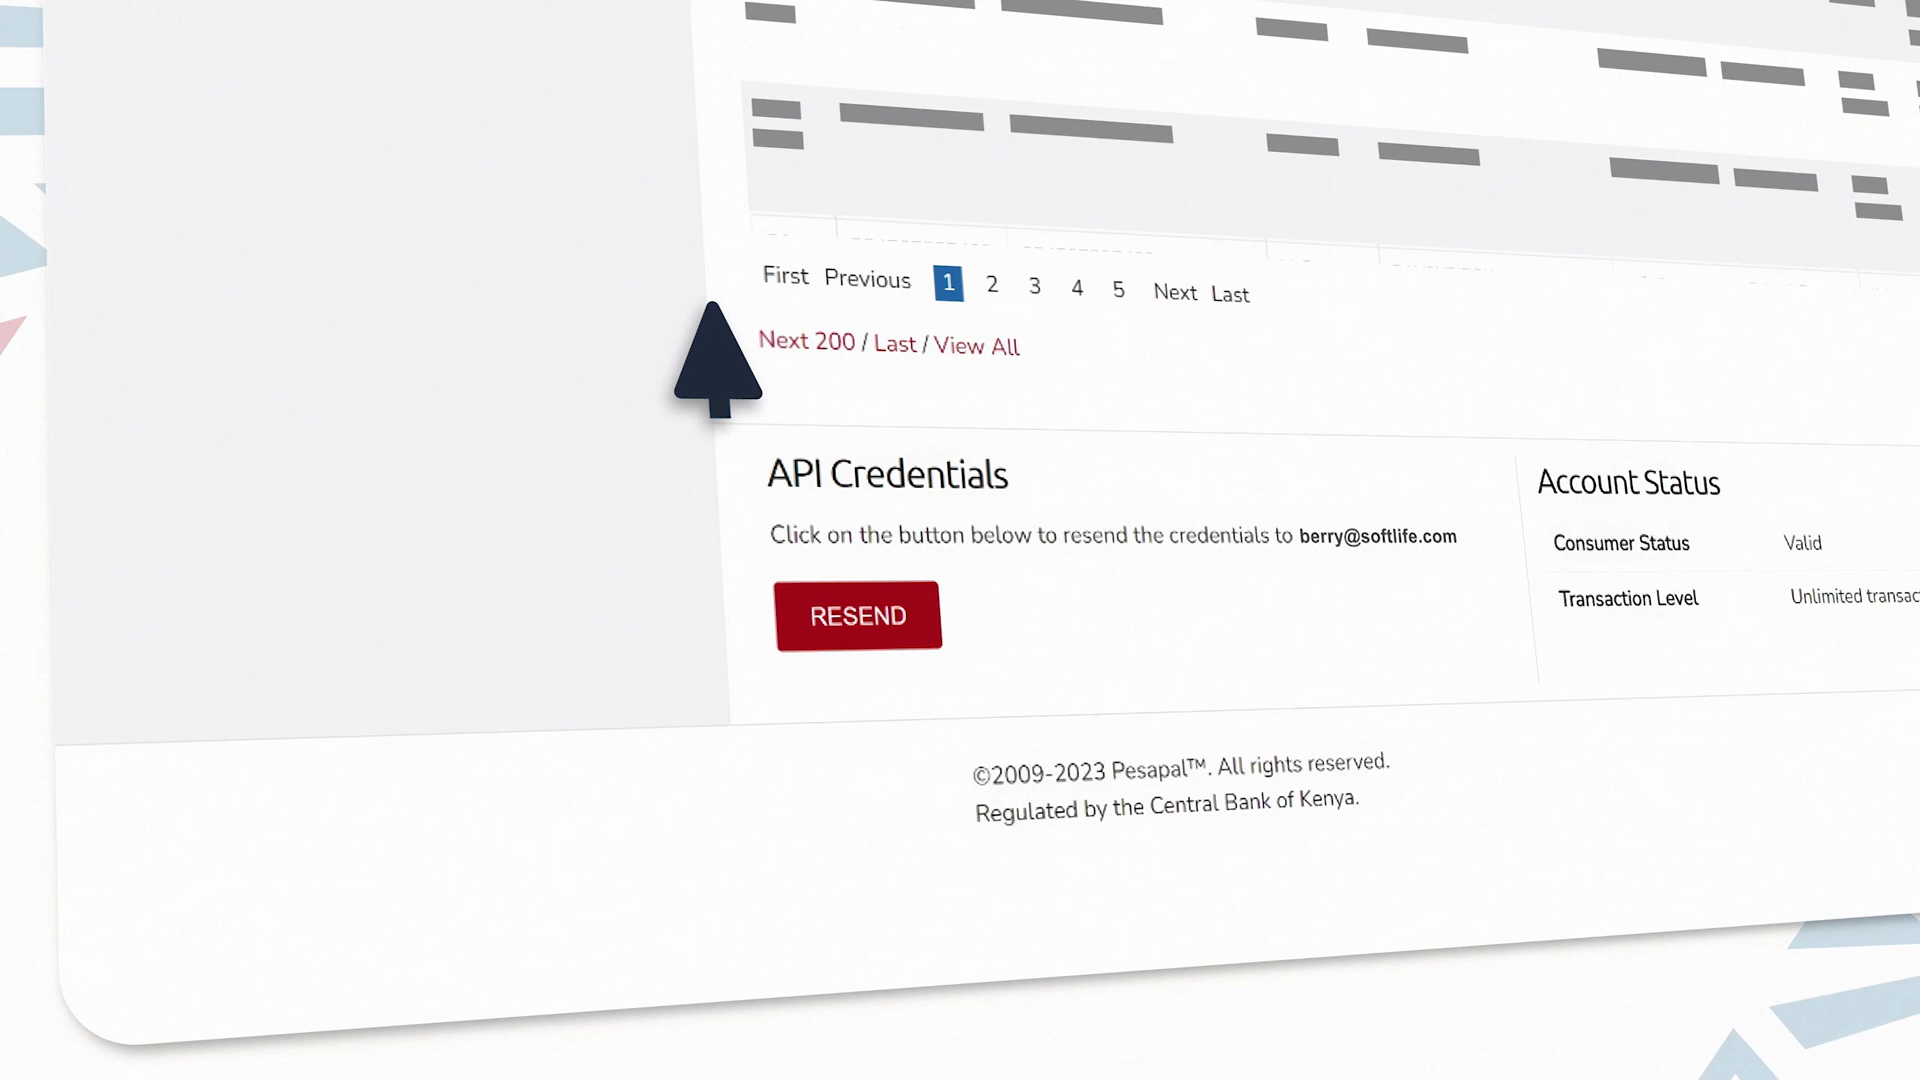 First Previous 1 2 3 4 5 Next Last
Next 200 / Last / View All
API Credentials
Click on the button below to resend the credentials to berry@softlife.com
RESEND
Account Status
Consumer Status Valid
Transaction Level Unlimited
©2009-2023 Pesapal™. All rights reserved.
Regulated by the Central Bank of Kenya.